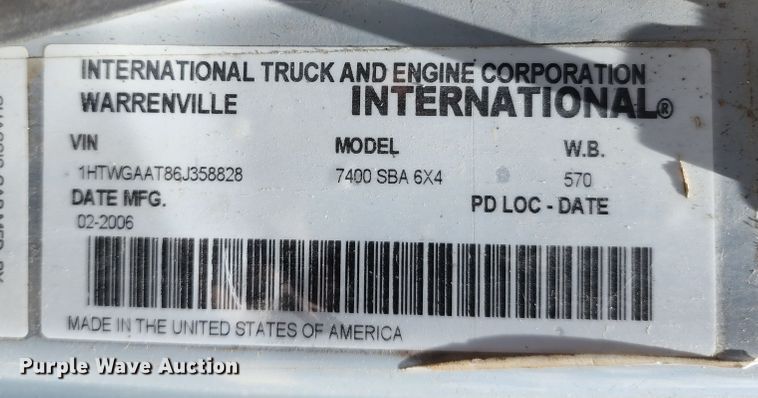 INTERNATIONAL TRUCK AND ENGINE CORPORATION
WARRENVILLE INTERNATIONAL®
VIN MODEL W.B.
1HTWGAAT86J358828 7400 SBA 6X4 570
DATE MFG. PD LOC - DATE
02-2006
MADE IN THE UNITED STATES OF AMERICA
Purple Wave Auction